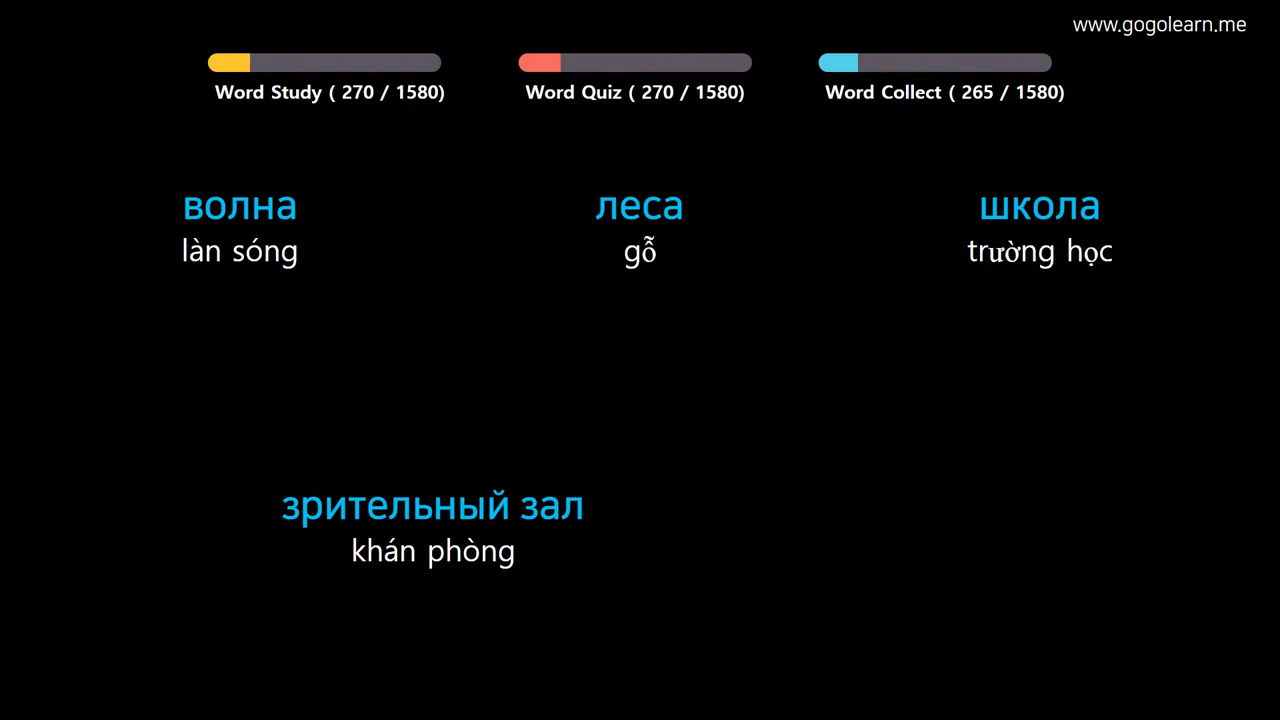 www.gogolearn.me
Word Study ( 270 / 1580)
Word Quiz ( 270 / 1580)
Word Collect ( 265 / 1580)
волна
làn sóng
леса
gỗ
школа
trường học
зрительный зал
khán phòng